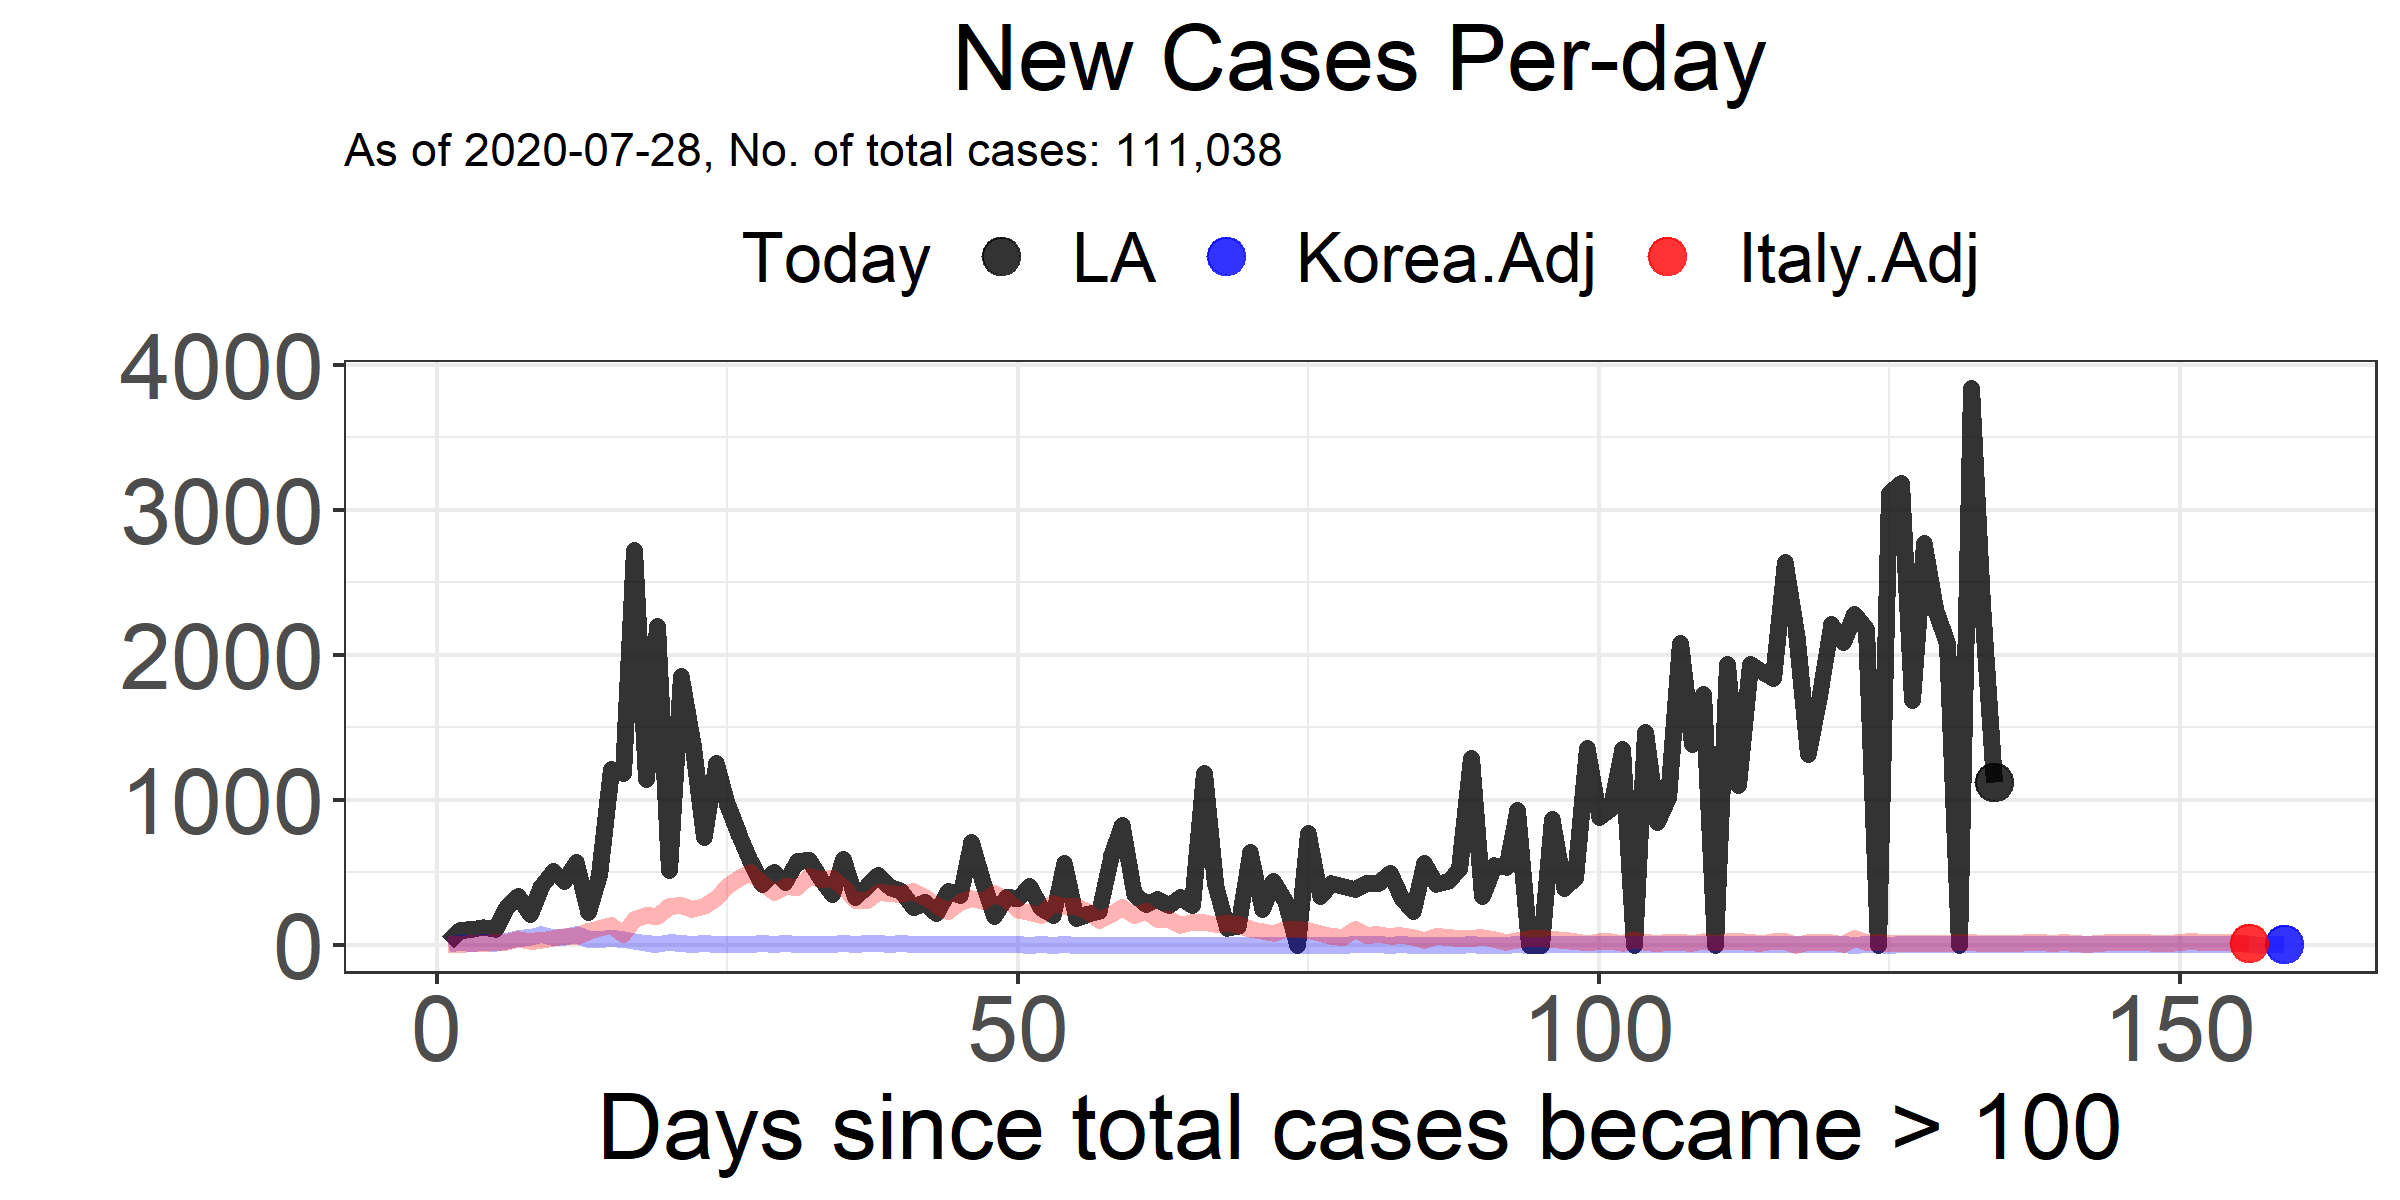 New Cases Per-day
As of 2020-07-28, No. of total cases: 111,038
Today LA Korea.Adj Italy.Adj
4000
3000
2000
1000
0
0 50 100 150
Days since total cases became > 100